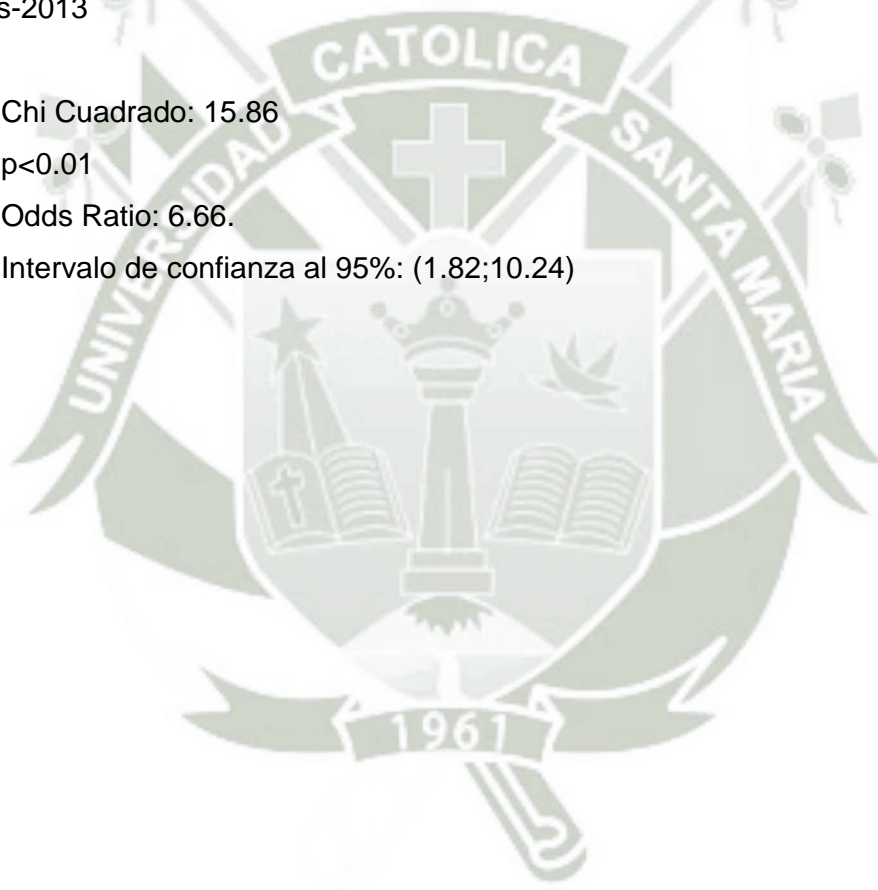 s-2013
Chi Cuadrado: 15.86
p<0.01
Odds Ratio: 6.66.
Intervalo de confianza al 95%: (1.82;10.24)
UNIVERSIDAD CATOLICA SANTA MARIA
1961